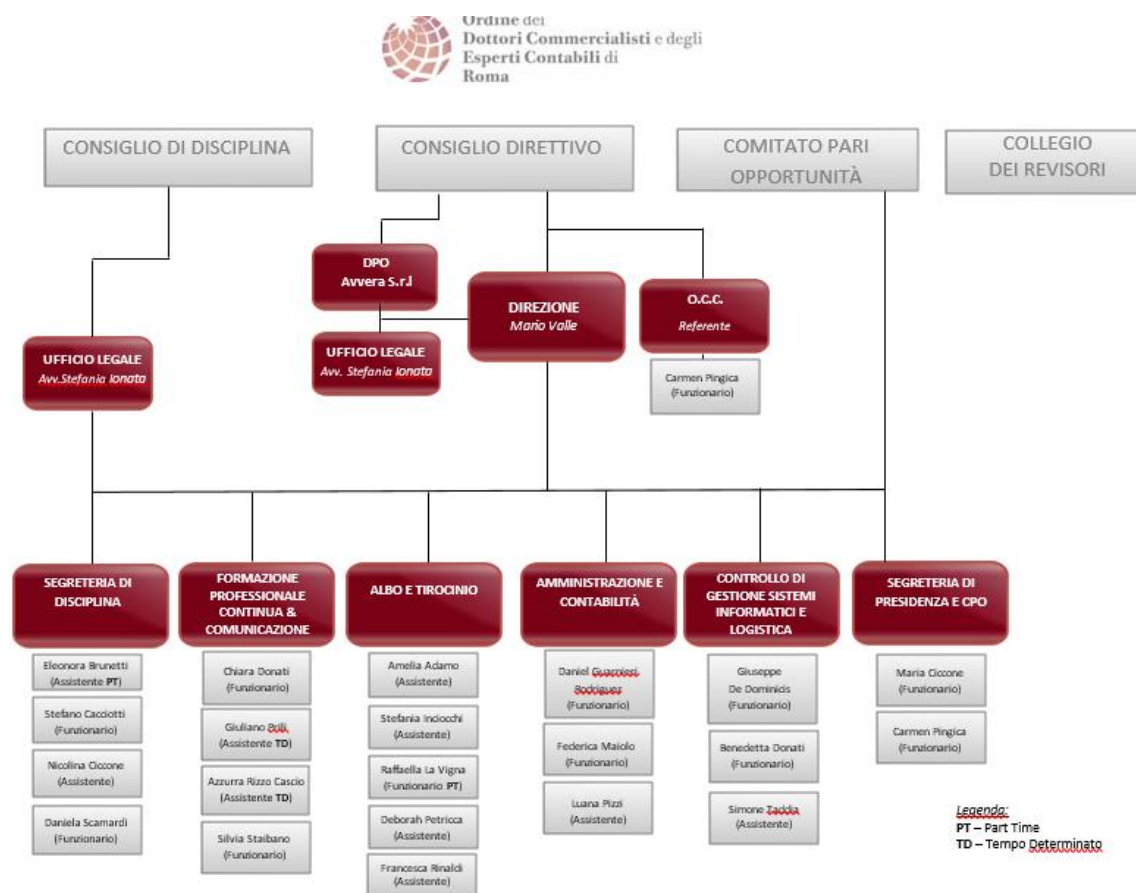 Ordine dei
Dottori Commercialisti e degli
Esperti Contabili di
Roma
CONSIGLIO DI DISCIPLINA
CONSIGLIO DIRETTIVO
COMITATO PARI
OPPORTUNITÀ
COLLEGIO
DEI REVISORI
DPO
Avvera S.r.l
DIREZIONE
Mario Valle
O.C.C.
Referente
UFFICIO LEGALE
Avv.Stefania Ionata
UFFICIO LEGALE
Avv. Stefania Ionata
Carmen Pingica
(Funzionario)
SEGRETERIA DI
DISCIPLINA
FORMAZIONE
PROFESSIONALE
CONTINUA &
COMUNICAZIONE
ALBO E TIROCINIO
AMMINISTRAZIONE E
CONTABILITÀ
CONTROLLO DI
GESTIONE SISTEMI
INFORMATICI E
LOGISTICA
SEGRETERIA DI
PRESIDENZA E CPO
Eleonora Brunetti
(Assistente PT)
Stefano Cacciotti
(Funzionario)
Nicolina Ciccone
(Assistente)
Daniela Scamardì
(Funzionario)
Chiara Donati
(Funzionario)
Giuliano Prili
(Assistente TD)
Azzurra Rizzo Cascio
(Assistente TD)
Silvia Staibano
(Funzionario)
Amelia Adamo
(Assistente)
Stefania Inciocchi
(Assistente)
Raffaella La Vigna
(Funzionario PT)
Deborah Petricca
(Assistente)
Francesca Rinaldi
(Assistente)
Daniel Guarnieri
Rodriguez
(Funzionario)
Federica Maiolo
(Funzionario)
Luana Pizzi
(Assistente)
Giuseppe
De Dominicis
(Funzionario)
Benedetta Donati
(Funzionario)
Simone Taddia
(Assistente)
Maria Ciccone
(Funzionario)
Carmen Pingica
(Funzionario)
Legenda:
PT – Part Time
TD – Tempo Determinato